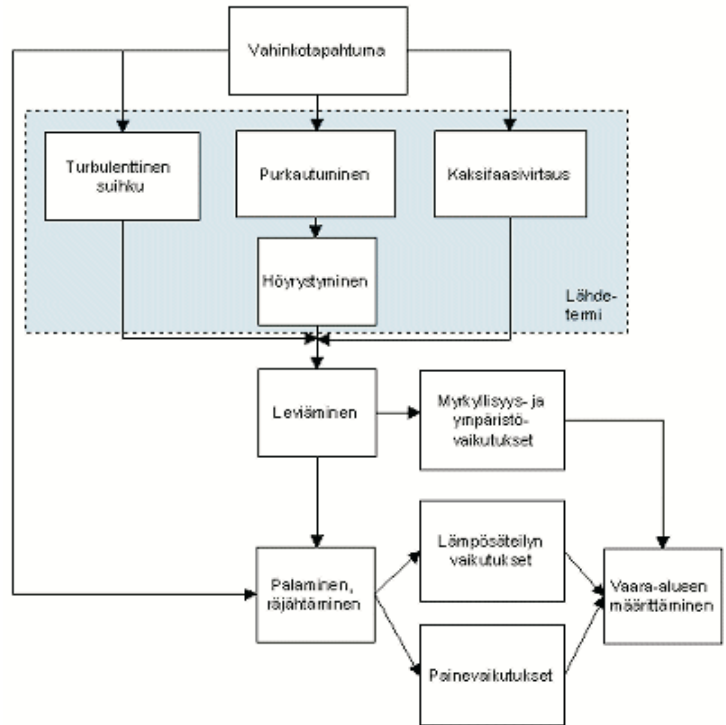 Vahinkotapahtuma
Turbulenttinen
suihku
Purkautuminen
Kaksifaasivirtaus
Höyrystyminen
Lähde-
termi
Leviäminen
Myrkyllisyys- ja
ympäristö-
vaikutukset
Palaminen,
räjähtäminen
Lämpösäteilyn
vaikutukset
Vaara-alueen
määrittäminen
Painevaikutukset